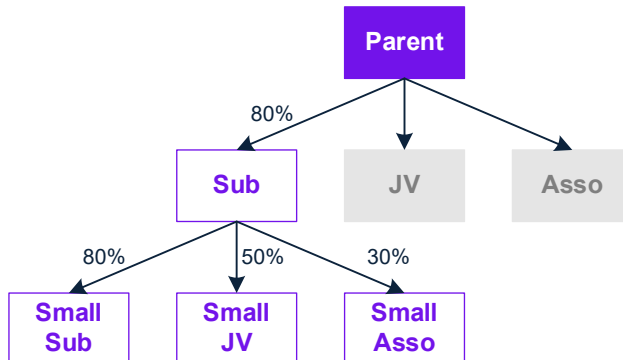 Parent
80%
Sub
JV
Asso
80%
50%
30%
Small
Sub
Small
JV
Small
Asso